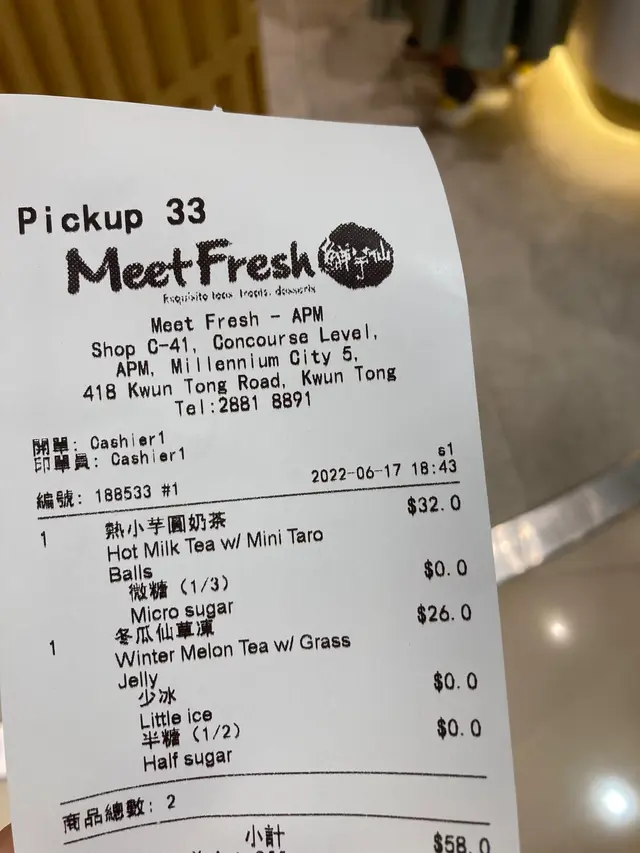 Pickup 33
MeetFresh 鮮芋仙
Meet Fresh - APM
Shop C-41, Concourse Level,
APM, Millennium City 5,
418 Kwun Tong Road, Kwun Tong
Tel:2881 8891
開單: Cashier1
印單員: Cashier1
s1
編號: 188533 #1 2022-06-17 18:43
1 熱小芋圓奶茶 $32.0
Hot Milk Tea w/ Mini Taro
Balls
微糖 (1/3) $0.0
Micro sugar
1 冬瓜仙草凍 $26.0
Winter Melon Tea w/ Grass
Jelly
少冰 $0.0
Little ice
半糖 (1/2) $0.0
Half sugar
商品總數: 2
小計 $58.0